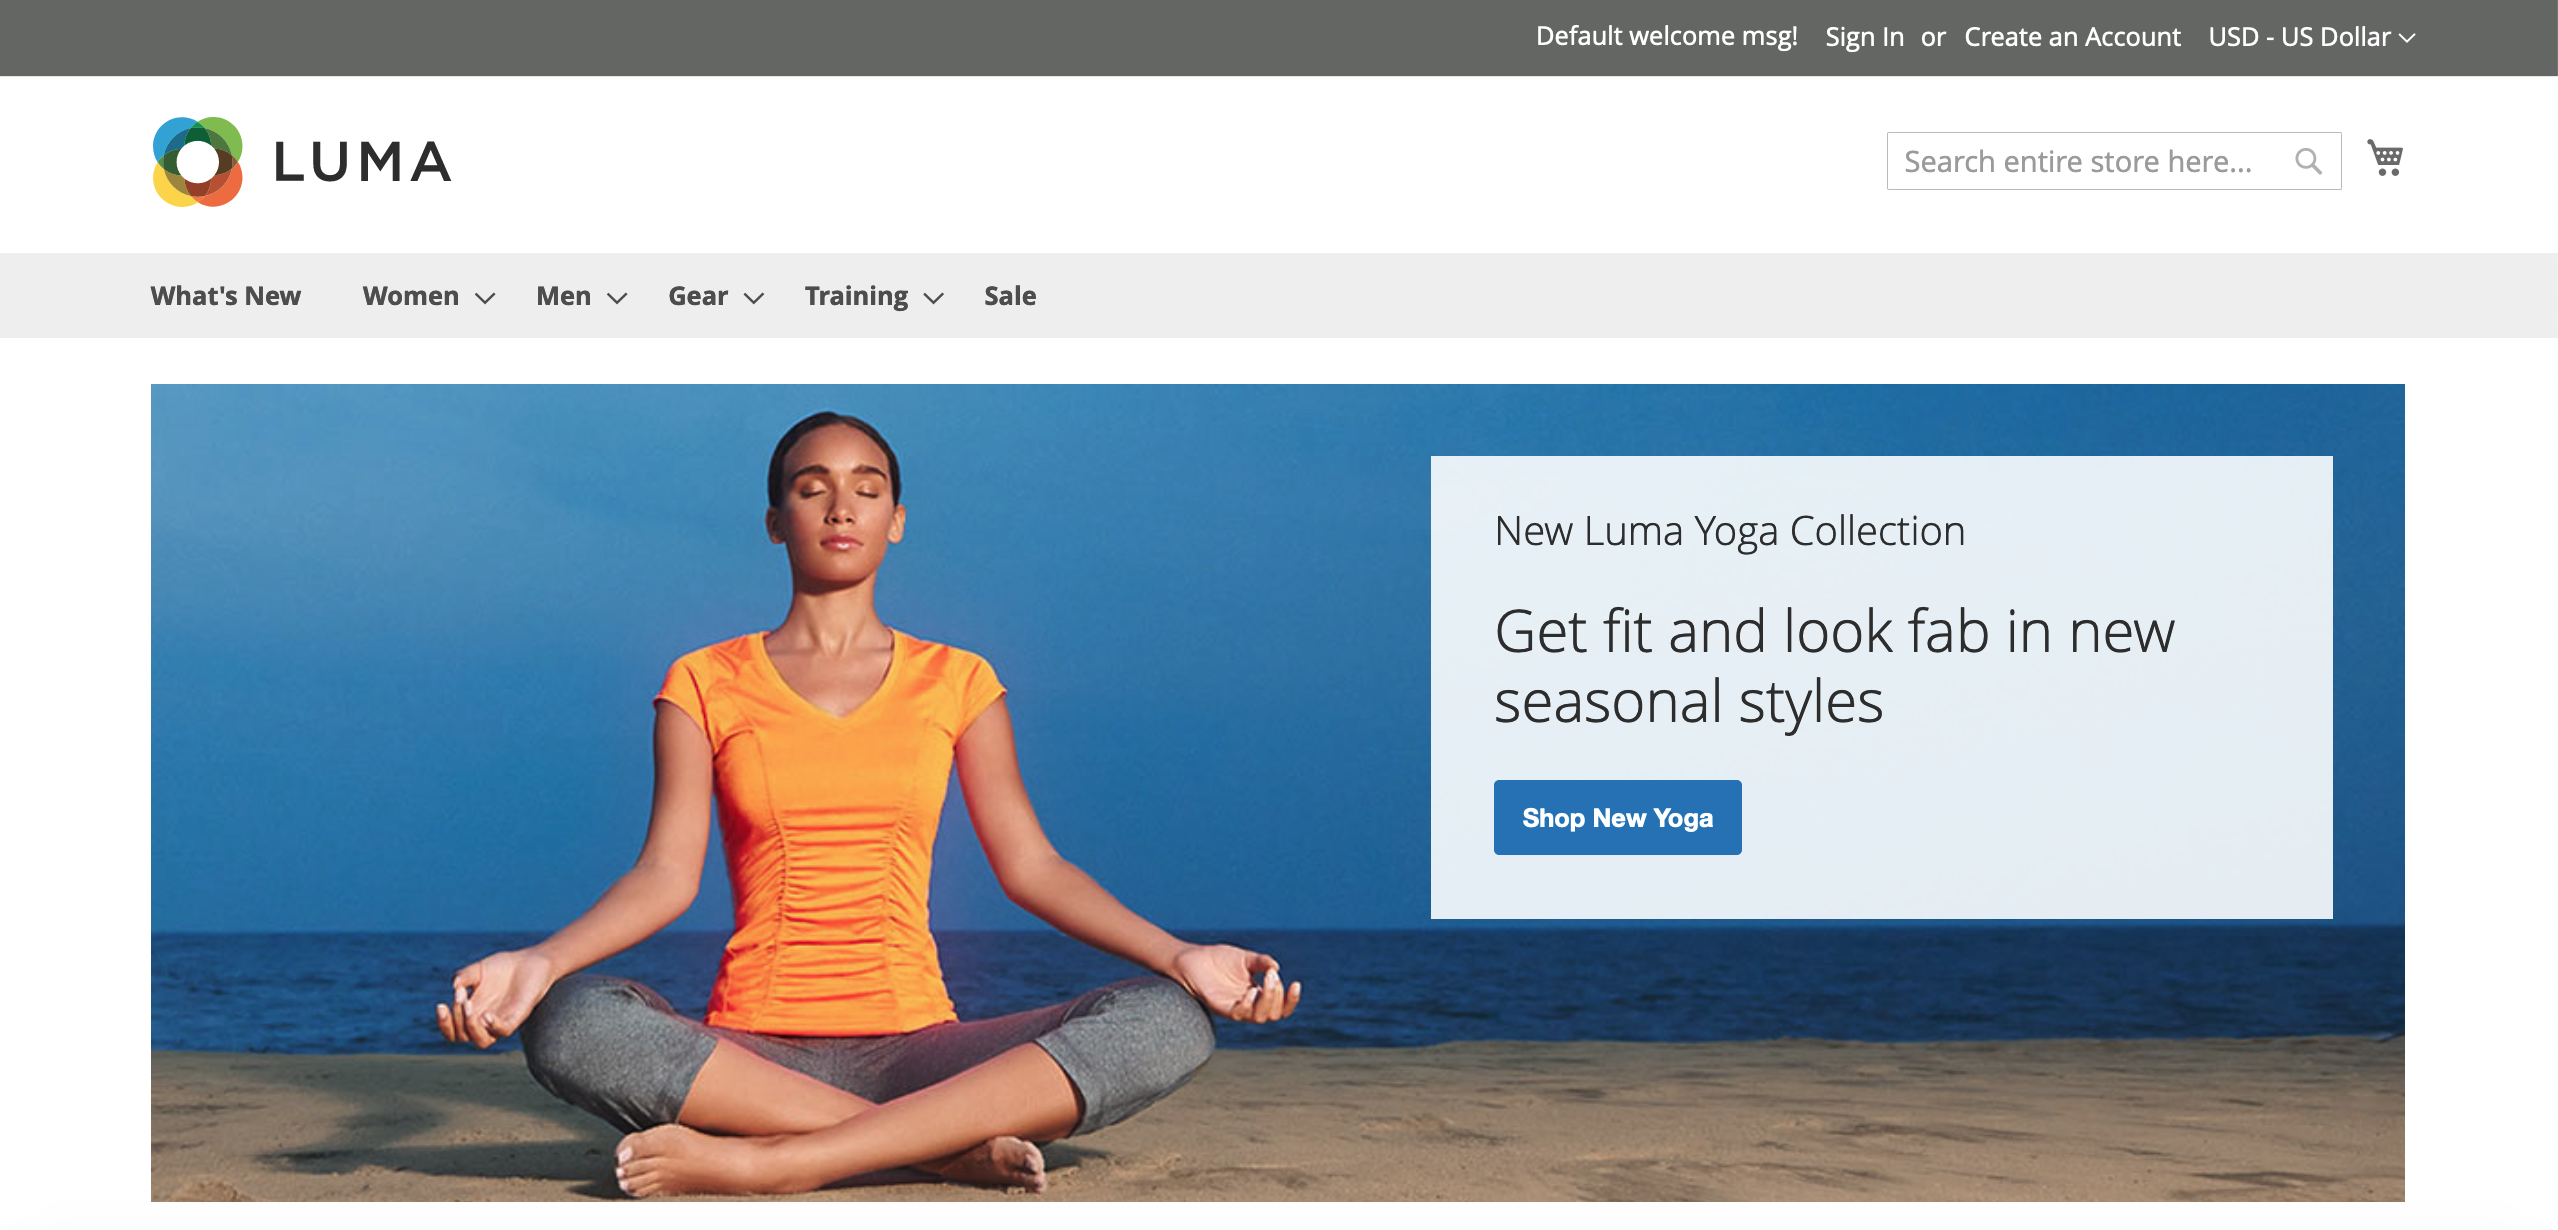 Default welcome msg! Sign In or Create an Account USD - US Dollar
LUMA
Search entire store here...
What's New Women Men Gear Training Sale
New Luma Yoga Collection
Get fit and look fab in new
seasonal styles
Shop New Yoga